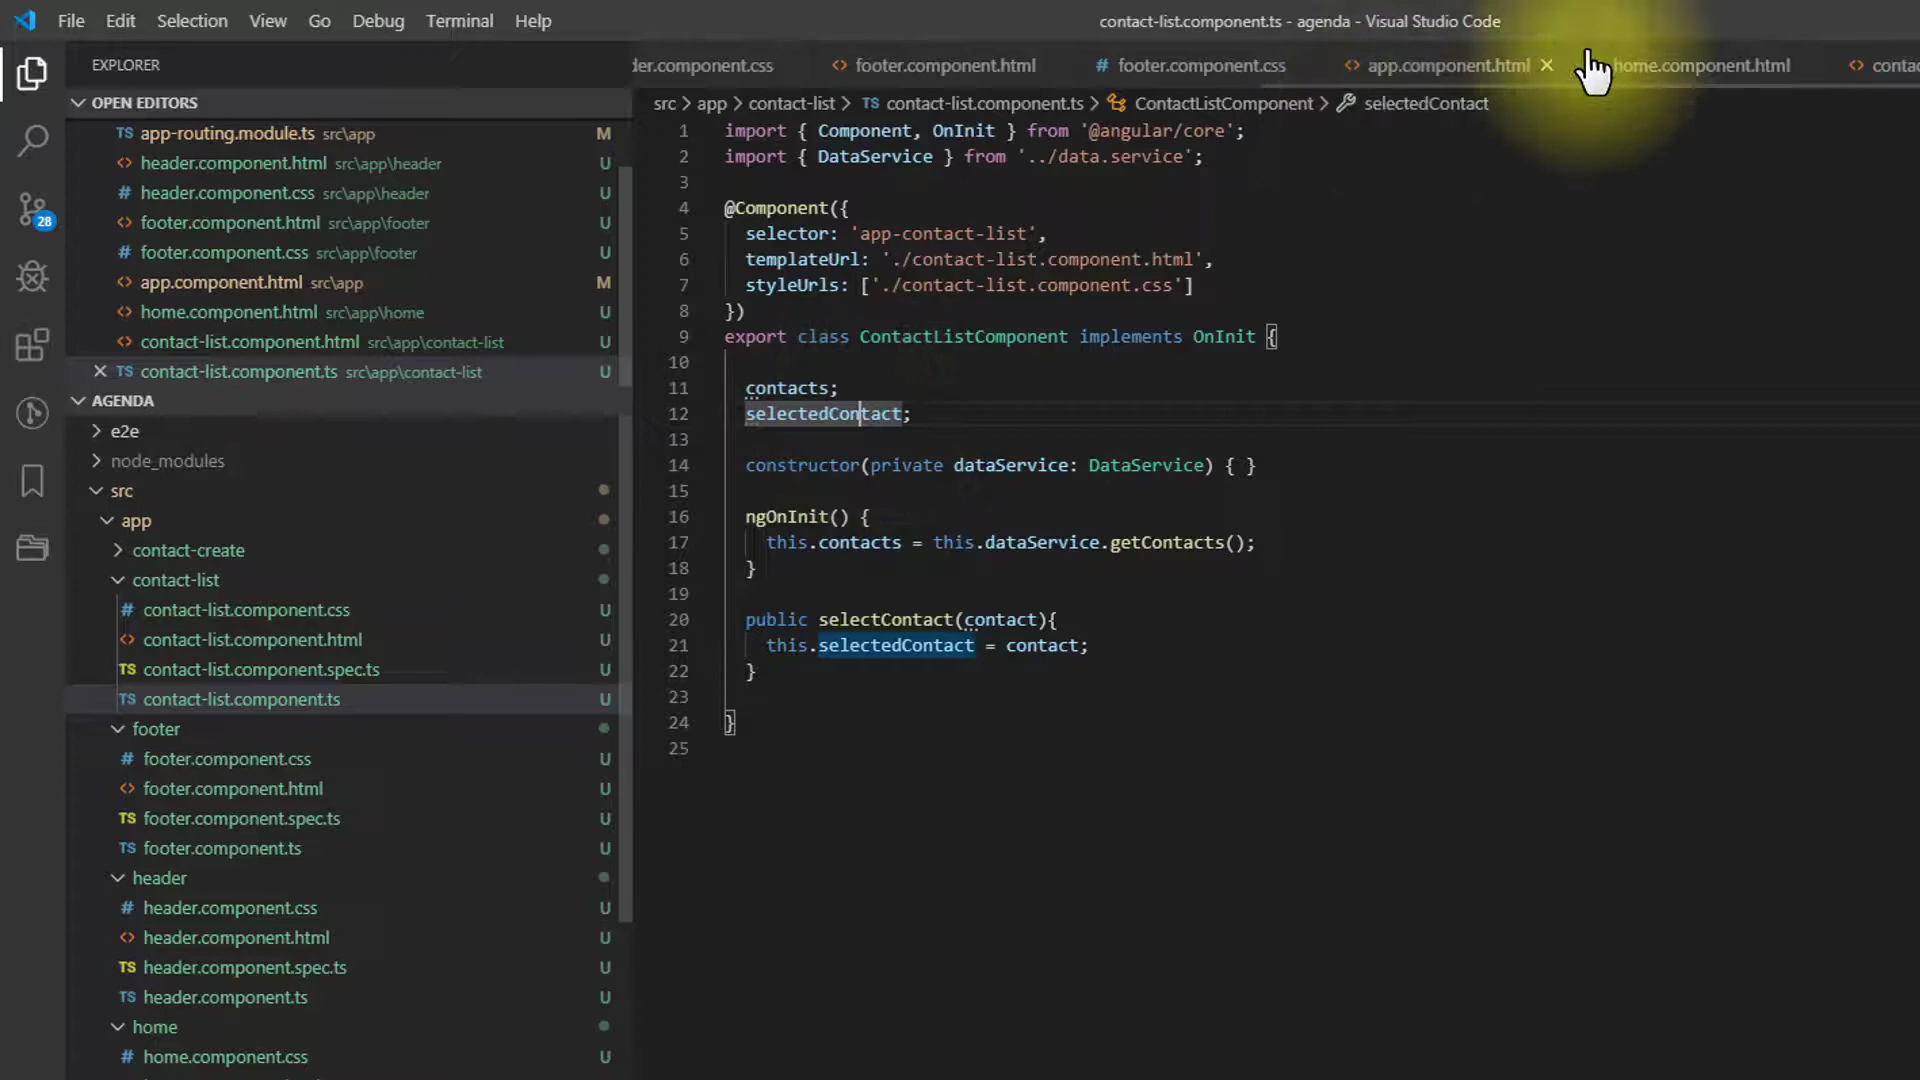 File Edit Selection View Go Debug Terminal Help
contact-list.component.ts - agenda - Visual Studio Code
EXPLORER
der.component.css
<> footer.component.html
# footer.component.css
<> app.component.html ×
home.component.html
<> contac
OPEN EDITORS
TS app-routing.module.ts src\app M
<> header.component.html src\app\header U
# header.component.css src\app\header U
<> footer.component.html src\app\footer U
# footer.component.css src\app\footer U
<> app.component.html src\app M
<> home.component.html src\app\home U
<> contact-list.component.html src\app\contact-list U
× TS contact-list.component.ts src\app\contact-list U
28
AGENDA
e2e
node_modules
src
app
contact-create
contact-list
# contact-list.component.css U
<> contact-list.component.html U
TS contact-list.component.spec.ts U
TS contact-list.component.ts U
footer
# footer.component.css U
<> footer.component.html U
TS footer.component.spec.ts U
TS footer.component.ts U
header
# header.component.css U
<> header.component.html U
TS header.component.spec.ts U
TS header.component.ts U
home
# home.component.css U
src > app > contact-list > TS contact-list.component.ts > ContactListComponent > selectedContact
1 import { Component, OnInit } from '@angular/core';
2 import { DataService } from '../data.service';
3
4 @Component({
5 selector: 'app-contact-list',
6 templateUrl: './contact-list.component.html',
7 styleUrls: ['./contact-list.component.css']
8 })
9 export class ContactListComponent implements OnInit {
10
11 contacts;
12 selectedContact;
13
14 constructor(private dataService: DataService) { }
15
16 ngOnInit() {
17 this.contacts = this.dataService.getContacts();
18 }
19
20 public selectContact(contact){
21 this.selectedContact = contact;
22 }
23
24 }
25